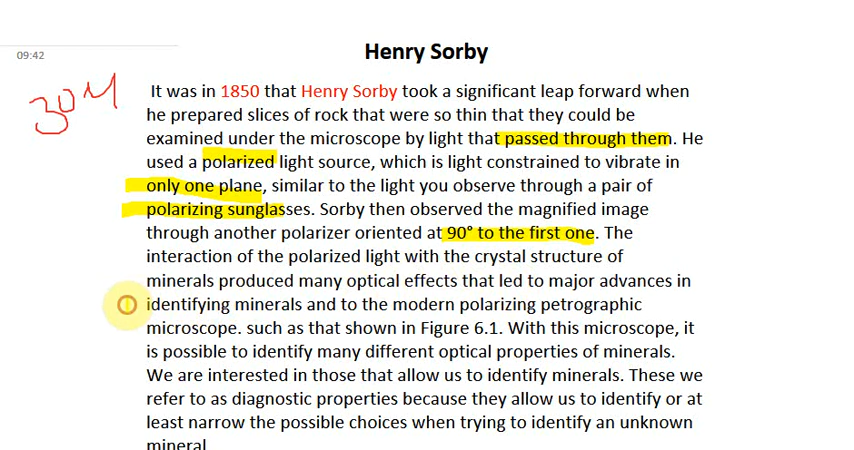 Henry Sorby
09:42
It was in 1850 that Henry Sorby took a significant leap forward when
he prepared slices of rock that were so thin that they could be
examined under the microscope by light that passed through them. He
used a polarized light source, which is light constrained to vibrate in
only one plane, similar to the light you observe through a pair of
polarizing sunglasses. Sorby then observed the magnified image
through another polarizer oriented at 90° to the first one. The
interaction of the polarized light with the crystal structure of
minerals produced many optical effects that led to major advances in
identifying minerals and to the modern polarizing petrographic
microscope. such as that shown in Figure 6.1. With this microscope, it
is possible to identify many different optical properties of minerals.
We are interested in those that allow us to identify minerals. These we
refer to as diagnostic properties because they allow us to identify or at
least narrow the possible choices when trying to identify an unknown
mineral